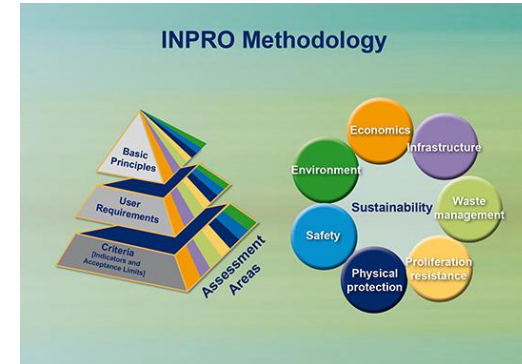 INPRO Methodology
Basic
Principles
User
Requirements
Criteria
[Indicators and
Acceptance Limits]
Assessment
Areas
Economics
Infrastructure
Environment
Sustainability
Waste
management
Safety
Proliferation
resistance
Physical
protection